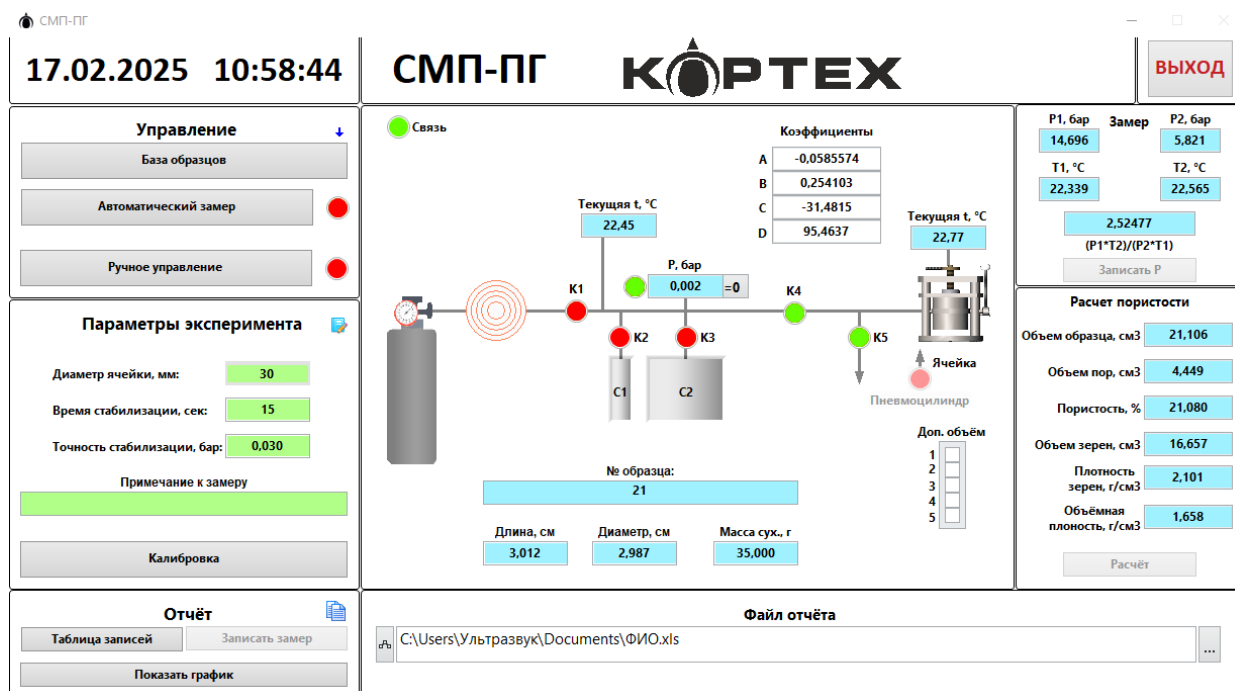 СМП-ПГ
17.02.2025 10:58:44
СМП-ПГ
КОРТЕХ
ВЫХОД
Управление
База образцов
Автоматический замер
Ручное управление
Параметры эксперимента
Диаметр ячейки, мм: 30
Время стабилизации, сек: 15
Точность стабилизации, бар: 0,030
Примечание к замеру
Калибровка
Отчёт
Таблица записей
Записать замер
Показать график
Связь
Коэффициенты
A -0,0585574
B 0,254103
C -31,4815
D 95,4637
Текущая t, °C
22,45
Текущая t, °C
22,77
P, бар
0,002 =0
K1
K2
K3
K4
K5
C1
C2
Ячейка
Пневмоцилиндр
Доп. объём
1
2
3
4
5
№ образца:
21
Длина, см
3,012
Диаметр, см
2,987
Масса сух., г
35,000
P1, бар Замер P2, бар
14,696 5,821
T1, °C T2, °C
22,339 22,565
2,52477
(P1*T2)/(P2*T1)
Записать P
Расчет пористости
Объем образца, см3 21,106
Объем пор, см3 4,449
Пористость, % 21,080
Объем зерен, см3 16,657
Плотность
зерен, г/см3 2,101
Объёмная
плоность, г/см3 1,658
Расчёт
Файл отчёта
C:\Users\Ультразвук\Documents\ФИО.xls
...